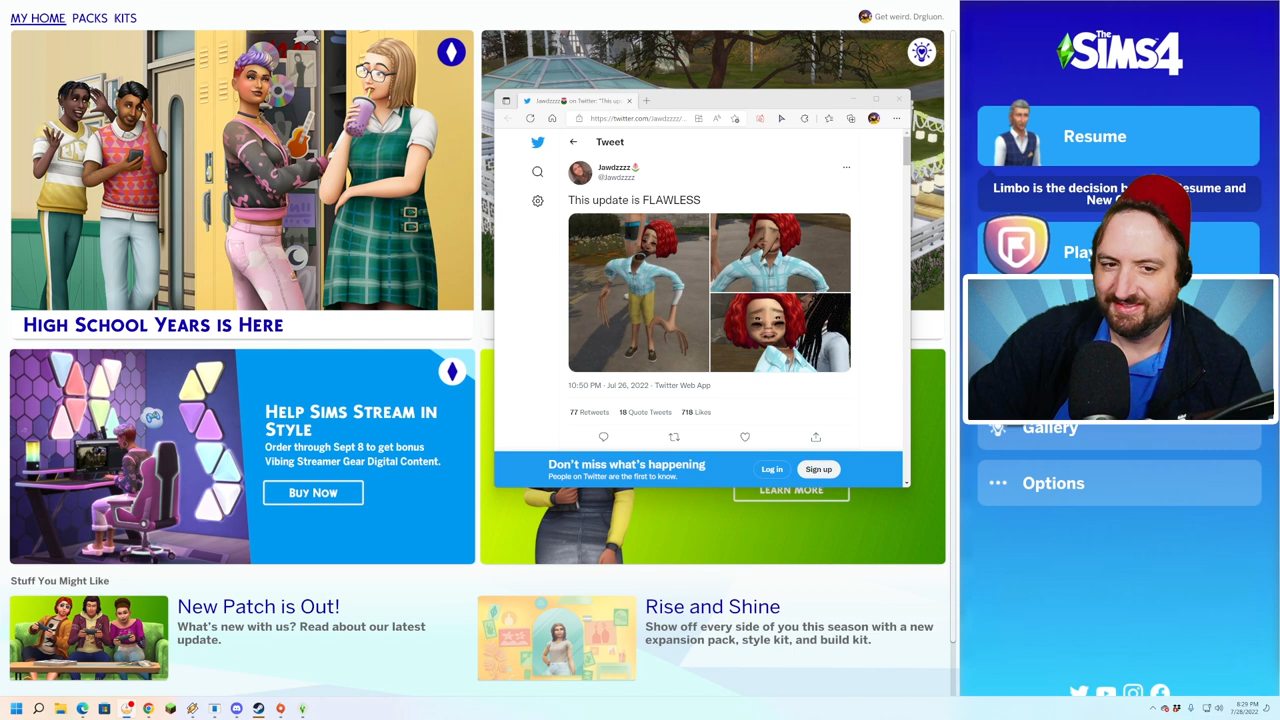 MY HOME PACKS KITS
Get weird. Drgluon.
HIGH SCHOOL YEARS IS HERE
HELP SIMS STREAM IN
STYLE
Order through Sept 8 to get bonus
Vibing Streamer Gear Digital Content.
BUY NOW
Jawdzzzz on Twitter: "This up
https://twitter.com/Jawdzzzz/...
Tweet
Jawdzzzz
@Jawdzzzz
This update is FLAWLESS
10:50 PM · Jul 26, 2022 · Twitter Web App
77 Retweets 18 Quote Tweets 718 Likes
Don't miss what's happening
People on Twitter are the first to know.
Log in
Sign up
LEARN MORE
Stuff You Might Like
New Patch is Out!
What's new with us? Read about our latest
update.
Rise and Shine
Show off every side of you this season with a new
expansion pack, style kit, and build kit.
The SIMS 4
Resume
Limbo is the decision b esume and
New
Play
Gallery
Options
8:29 PM
7/28/2022